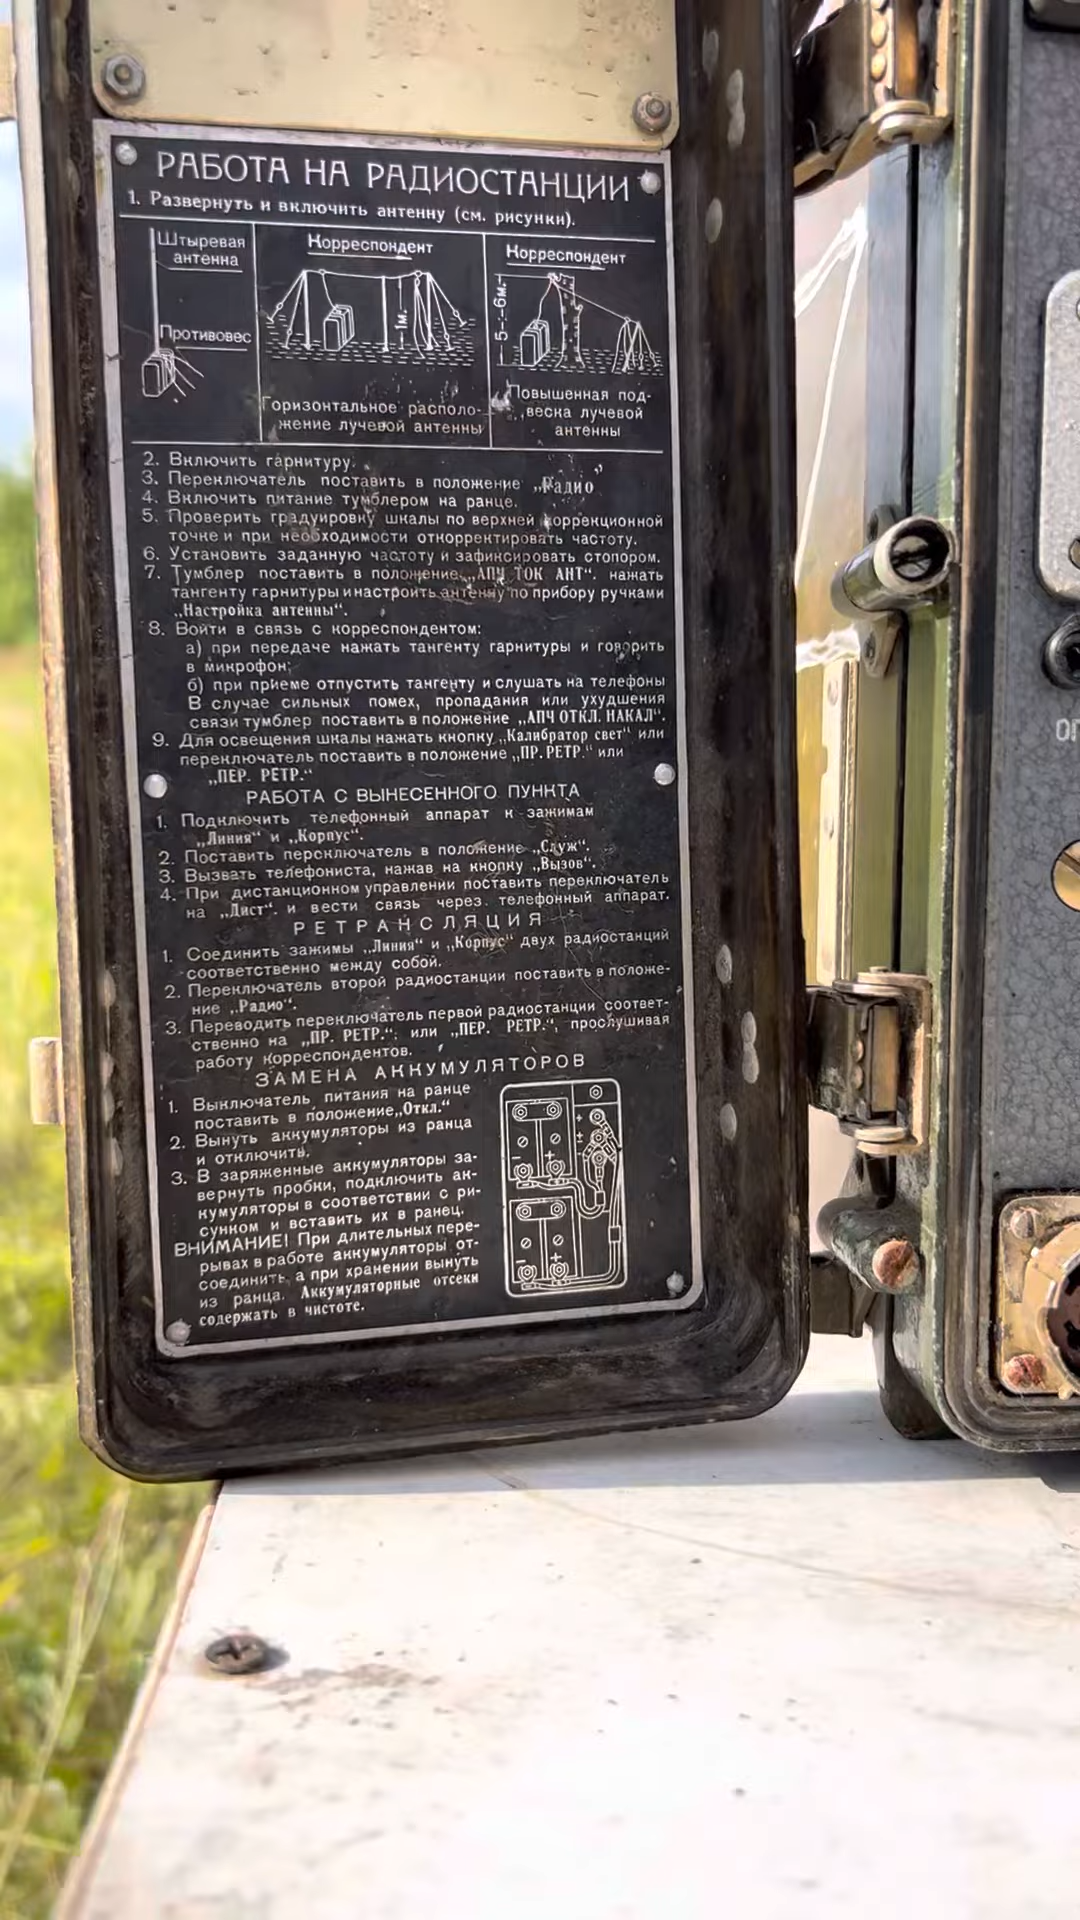 РАБОТА НА РАДИОСТАНЦИИ
1. Развернуть и включить антенну (см. рисунки).
Штыревая
антенна
Противовес
Корреспондент
1м.
Горизонтальное располо-
жение лучевой антенны
Корреспондент
5-:-6м.
Повышенная под-
веска лучевой
антенны
2. Включить гарнитуру.
3. Переключатель поставить в положение „Радио“
4. Включить питание тумблером на ранце.
5. Проверить градуировку шкалы по верхней коррекционной
точке и при необходимости откорректировать частоту.
6. Установить заданную частоту и зафиксировать стопором.
7. Тумблер поставить в положение „АПЧ ТОК АНТ“. нажать
тангенту гарнитуры и настроить антенну по прибору ручками
„Настройка антенны“.
8. Войти в связь с корреспондентом:
а) при передаче нажать тангенту гарнитуры и говорить
в микрофон;
б) при приеме отпустить тангенту и слушать на телефоны
В случае сильных помех, пропадания или ухудшения
связи тумблер поставить в положение „АПЧ ОТКЛ. НАКАЛ“.
9. Для освещения шкалы нажать кнопку „Калибратор свет“ или
переключатель поставить в положение „ПР. РЕТР.“ или
„ПЕР. РЕТР.“
РАБОТА С ВЫНЕСЕННОГО ПУНКТА
1. Подключить телефонный аппарат к зажимам
„Линия“ и „Корпус“.
2. Поставить переключатель в положение „Служ“.
3. Вызвать телефониста, нажав на кнопку „Вызов“.
4. При дистанционном управлении поставить переключатель
на „Дист“. и вести связь через телефонный аппарат.
РЕТРАНСЛЯЦИЯ
1. Соединить зажимы „Линия“ и „Корпус“ двух радиостанций
соответственно между собой.
2. Переключатель второй радиостанции поставить в положе-
ние „Радио“.
3. Переводить переключатель первой радиостанции соответ-
ственно на „ПР. РЕТР.“; или „ПЕР. РЕТР.“, прослушивая
работу корреспондентов.
ЗАМЕНА АККУМУЛЯТОРОВ
1. Выключатель питания на ранце
поставить в положение „Откл.“
2. Вынуть аккумуляторы из ранца
и отключить.
3. В заряженные аккумуляторы за-
вернуть пробки, подключить ак-
кумуляторы в соответствии с ри-
сунком и вставить их в ранец.
ВНИМАНИЕ! При длительных пере-
рывах в работе аккумуляторы от-
соединить, а при хранении вынуть
из ранца. Аккумуляторные отсеки
содержать в чистоте.